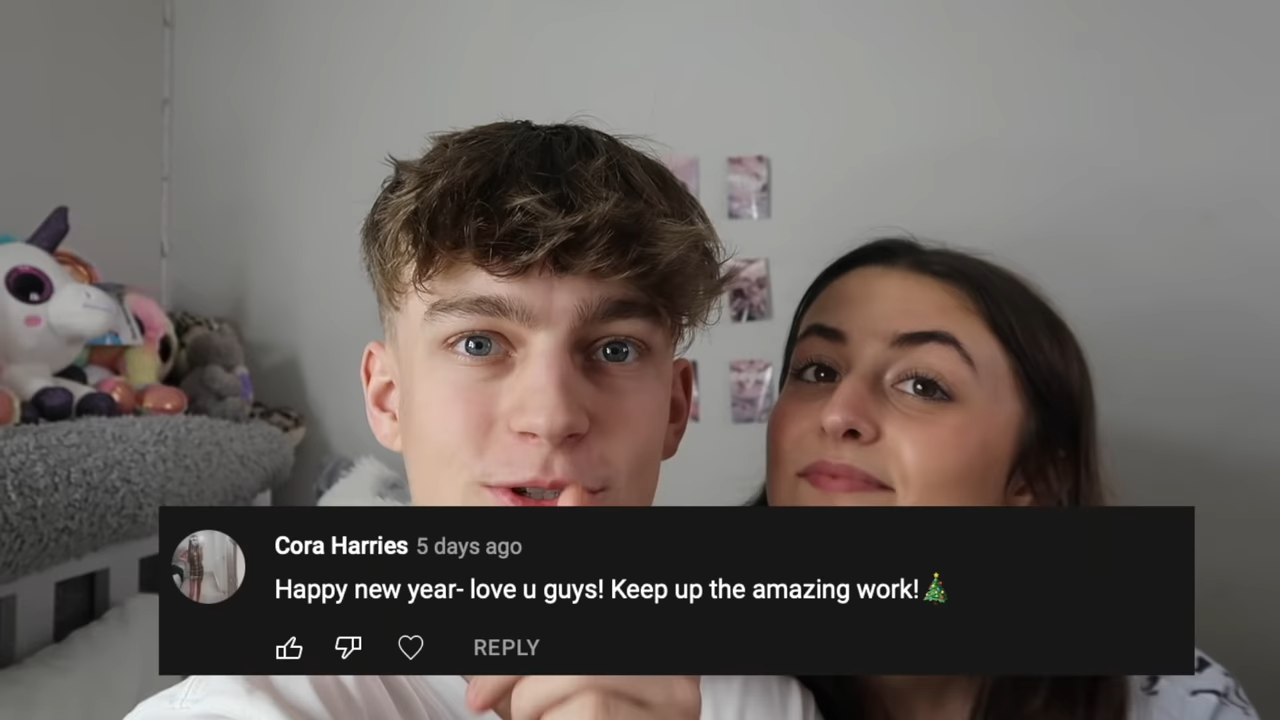 Cora Harries 5 days ago
Happy new year- love u guys! Keep up the amazing work!🎄
REPLY